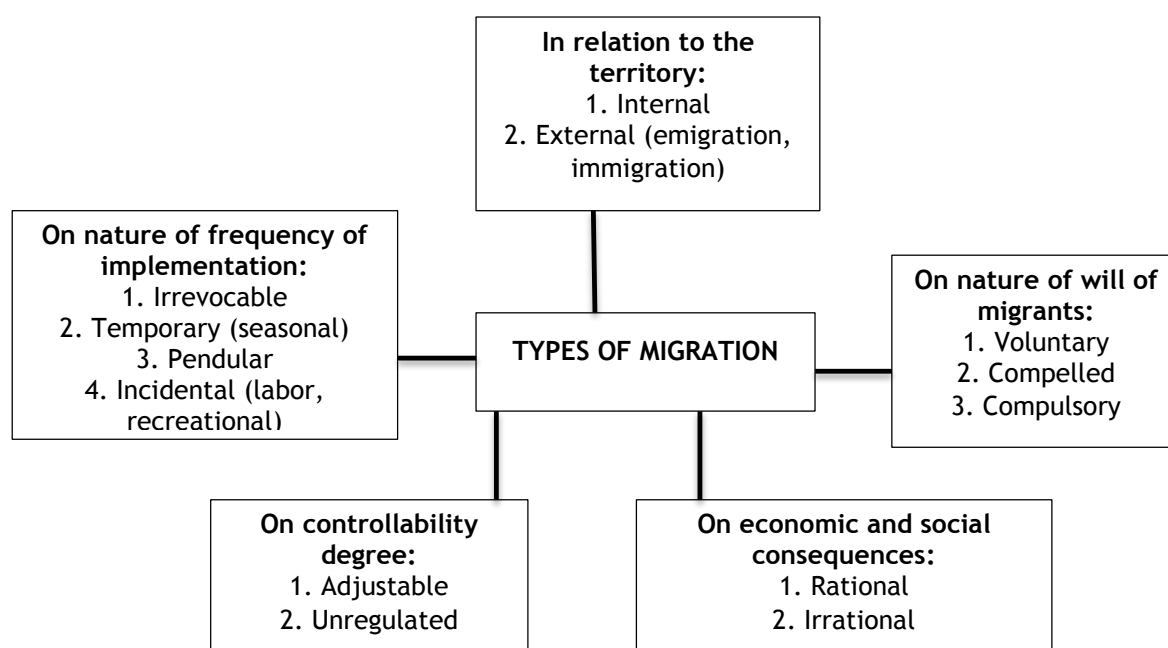 In relation to the
territory:
1. Internal
2. External (emigration,
immigration)
On nature of frequency of
implementation:
1. Irrevocable
2. Temporary (seasonal)
3. Pendular
4. Incidental (labor,
recreational)
TYPES OF MIGRATION
On nature of will of
migrants:
1. Voluntary
2. Compelled
3. Compulsory
On controllability
degree:
1. Adjustable
2. Unregulated
On economic and social
consequences:
1. Rational
2. Irrational